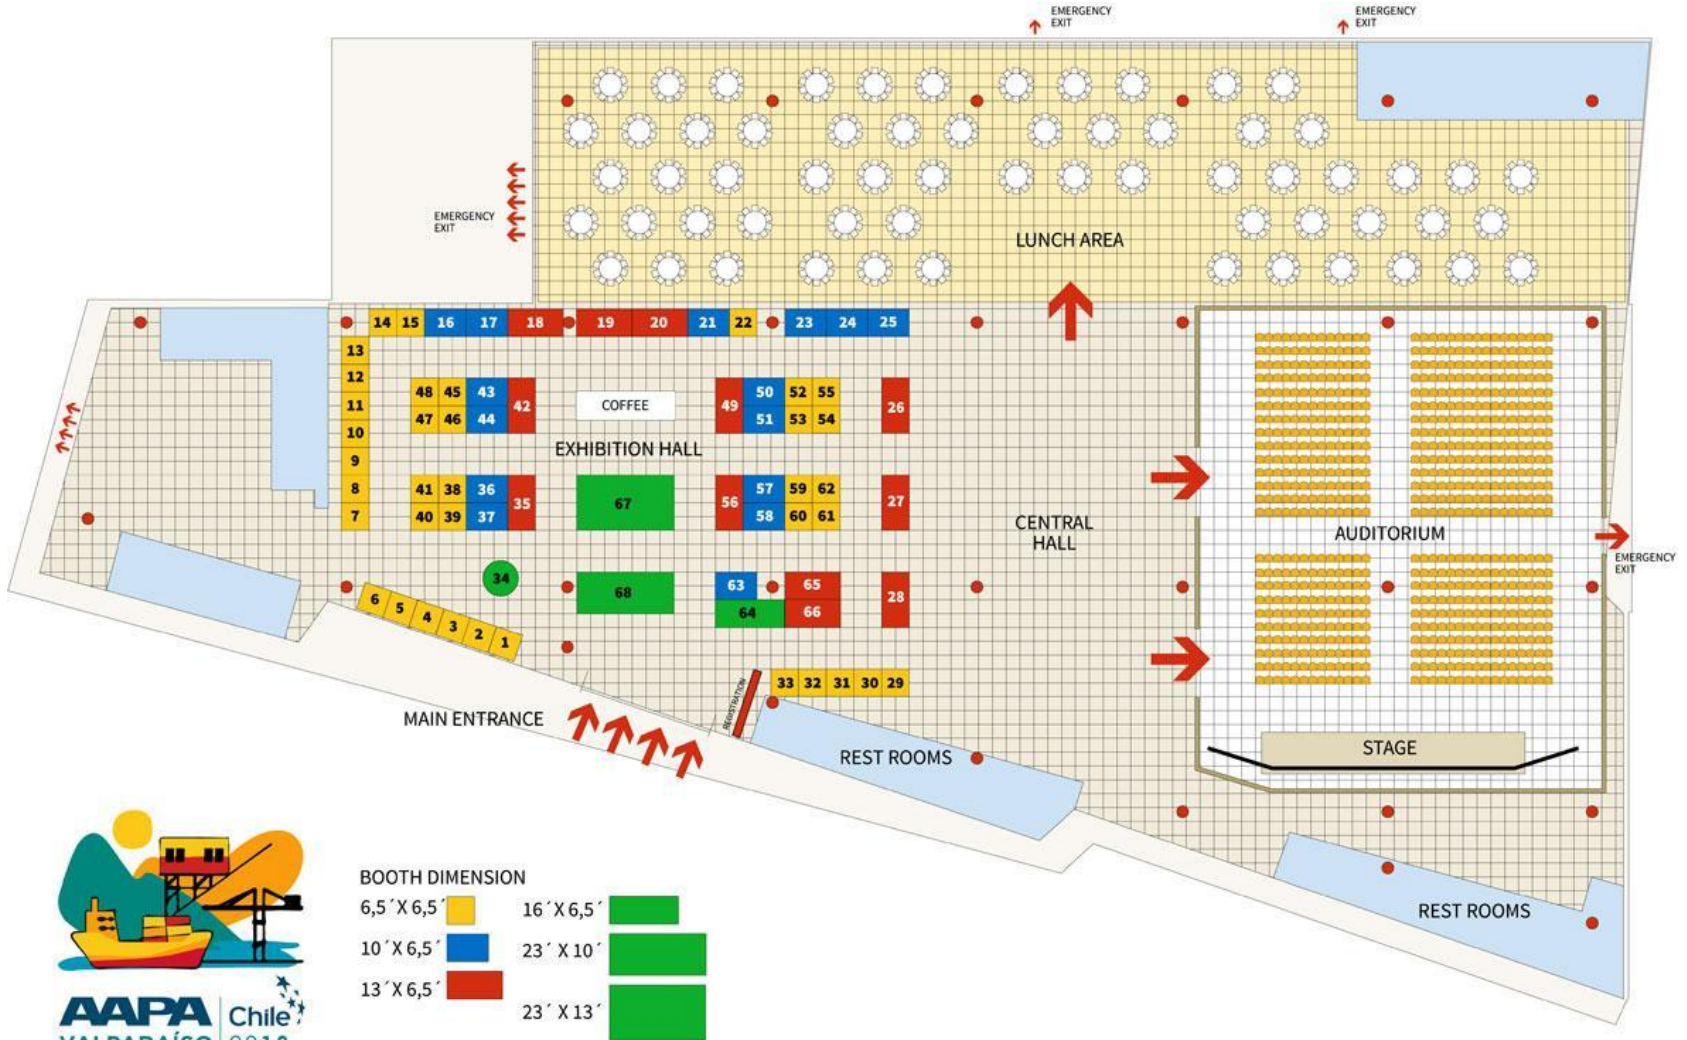 EMERGENCY
EXIT
EMERGENCY
EXIT
EMERGENCY
EXIT
LUNCH AREA
14 15 16 17 18 19 20 21 22 23 24 25
13
12
11
10
9
8
7
48 45 43 42
47 46 44
COFFEE
49 50 52 55
51 53 54
26
EXHIBITION HALL
41 38 36 35
40 39 37
67
56 57 59 62
58 60 61
27
CENTRAL
HALL
AUDITORIUM
EMERGENCY
EXIT
34
68
63 65
64 66
28
6 5 4 3 2 1
33 32 31 30 29
REGISTRATION
MAIN ENTRANCE
REST ROOMS
STAGE
REST ROOMS
BOOTH DIMENSION
6,5´X 6,5´
10´X 6,5´
13´X 6,5´
16´X 6,5´
23´ X 10´
23´ X 13´
AAPA
Chile
VALPARAÍSO